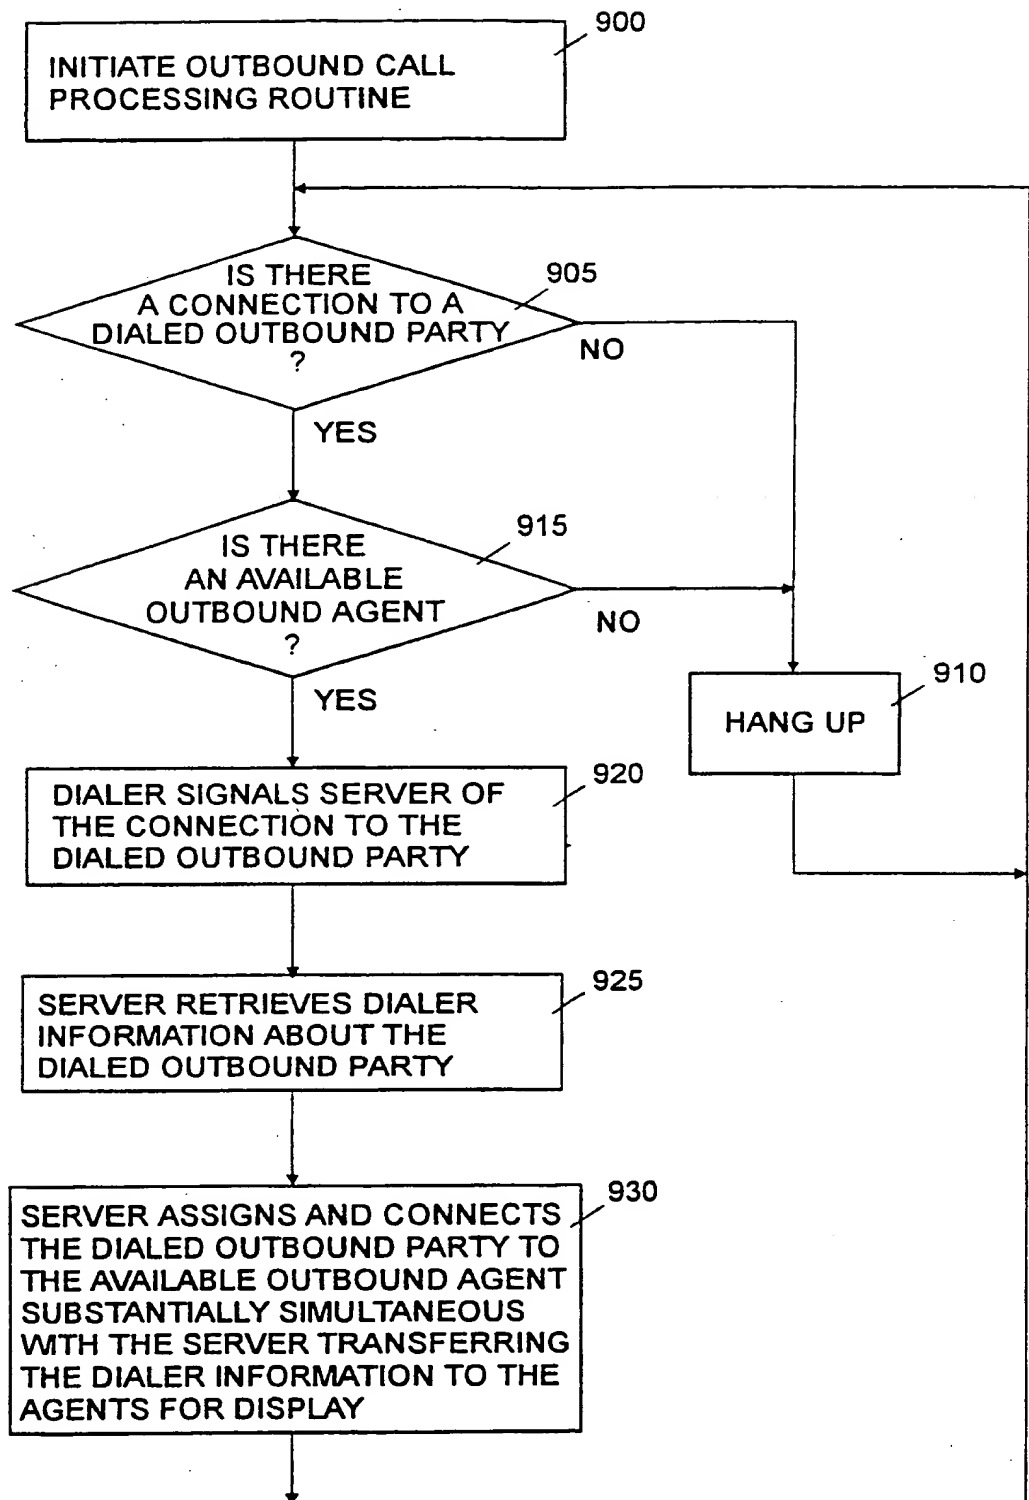 900
INITIATE OUTBOUND CALL
PROCESSING ROUTINE
905
IS THERE
A CONNECTION TO A
DIALED OUTBOUND PARTY
?
NO
YES
915
IS THERE
AN AVAILABLE
OUTBOUND AGENT
?
NO
YES
910
HANG UP
920
DIALER SIGNALS SERVER OF
THE CONNECTION TO THE
DIALED OUTBOUND PARTY
925
SERVER RETRIEVES DIALER
INFORMATION ABOUT THE
DIALED OUTBOUND PARTY
930
SERVER ASSIGNS AND CONNECTS
THE DIALED OUTBOUND PARTY TO
THE AVAILABLE OUTBOUND AGENT
SUBSTANTIALLY SIMULTANEOUS
WITH THE SERVER TRANSFERRING
THE DIALER INFORMATION TO THE
AGENTS FOR DISPLAY